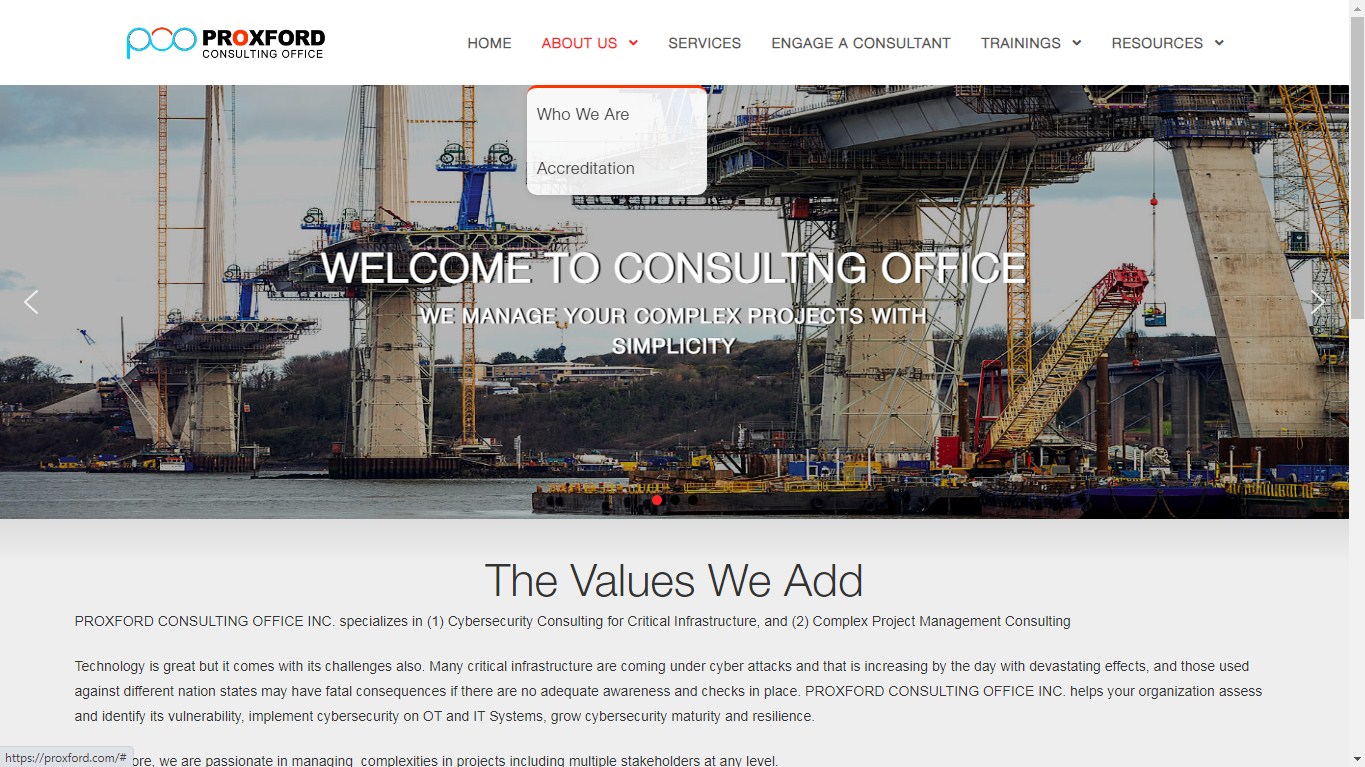 PROXFORD
CONSULTING OFFICE
HOME
ABOUT US
SERVICES
ENGAGE A CONSULTANT
TRAININGS
RESOURCES
Who We Are
Accreditation
WELCOME TO CONSULTNG OFFICE
WE MANAGE YOUR COMPLEX PROJECTS WITH
SIMPLICITY
The Values We Add
PROXFORD CONSULTING OFFICE INC. specializes in (1) Cybersecurity Consulting for Critical Infrastructure, and (2) Complex Project Management Consulting
Technology is great but it comes with its challenges also. Many critical infrastructure are coming under cyber attacks and that is increasing by the day with devastating effects, and those used
against different nation states may have fatal consequences if there are no adequate awareness and checks in place. PROXFORD CONSULTING OFFICE INC. helps your organization assess
and identify its vulnerability, implement cybersecurity on OT and IT Systems, grow cybersecurity maturity and resilience.
we are passionate in managing complexities in projects including multiple stakeholders at any level.
https://proxford.com/#